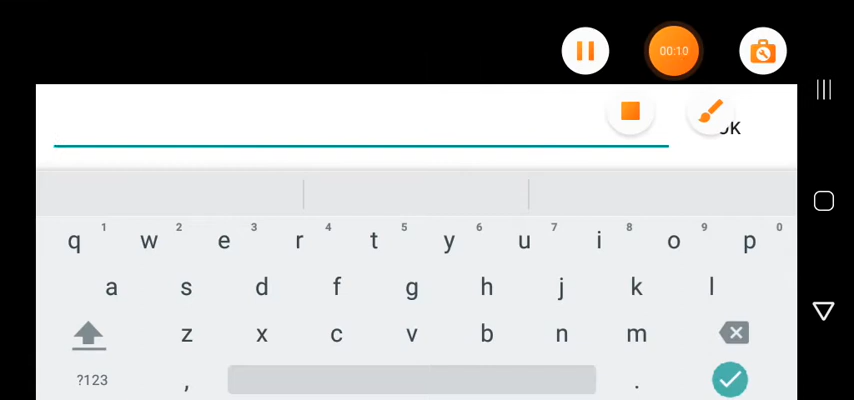 00:10
OK
1 2 3 4 5 6 7 8 9 0
q w e r t y u i o p
a s d f g h j k l
z x c v b n m
?123 , .